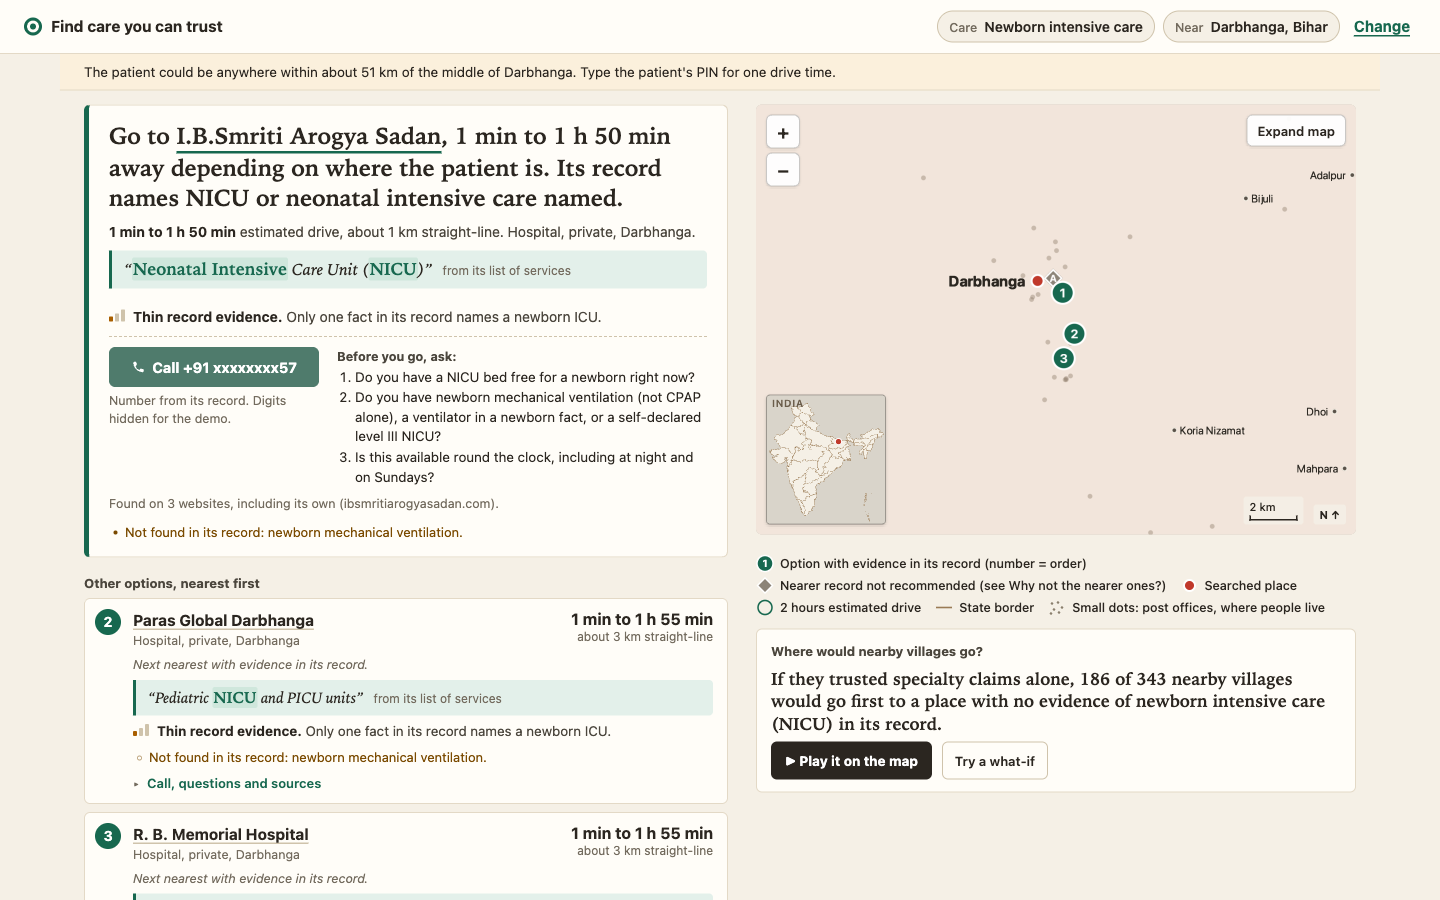 Find care you can trust
Care Newborn intensive care
Near Darbhanga, Bihar
Change
The patient could be anywhere within about 51 km of the middle of Darbhanga. Type the patient's PIN for one drive time.
Go to I.B.Smriti Arogya Sadan, 1 min to 1 h 50 min
away depending on where the patient is. Its record
names NICU or neonatal intensive care named.
1 min to 1 h 50 min estimated drive, about 1 km straight-line. Hospital, private, Darbhanga.
“Neonatal Intensive Care Unit (NICU)” from its list of services
Thin record evidence. Only one fact in its record names a newborn ICU.
Call +91 xxxxxxxx57
Number from its record. Digits
hidden for the demo.
Before you go, ask:
1. Do you have a NICU bed free for a newborn right now?
2. Do you have newborn mechanical ventilation (not CPAP
alone), a ventilator in a newborn fact, or a self-declared
level III NICU?
3. Is this available round the clock, including at night and
on Sundays?
Found on 3 websites, including its own (ibsmritiarogyasadan.com).
• Not found in its record: newborn mechanical ventilation.
Other options, nearest first
2
Paras Global Darbhanga
1 min to 1 h 55 min
Hospital, private, Darbhanga
about 3 km straight-line
Next nearest with evidence in its record.
“Pediatric NICU and PICU units” from its list of services
Thin record evidence. Only one fact in its record names a newborn ICU.
Not found in its record: newborn mechanical ventilation.
Call, questions and sources
3
R. B. Memorial Hospital
1 min to 1 h 55 min
Hospital, private, Darbhanga
about 3 km straight-line
Next nearest with evidence in its record.
+
−
Expand map
Adalpur
Bijuli
Darbhanga
A
1
2
3
INDIA
Dhoi
Koria Nizamat
Mahpara
2 km
N ↑
1 Option with evidence in its record (number = order)
Nearer record not recommended (see Why not the nearer ones?)
Searched place
2 hours estimated drive
State border
Small dots: post offices, where people live
Where would nearby villages go?
If they trusted specialty claims alone, 186 of 343 nearby villages
would go first to a place with no evidence of newborn intensive care
(NICU) in its record.
Play it on the map
Try a what-if